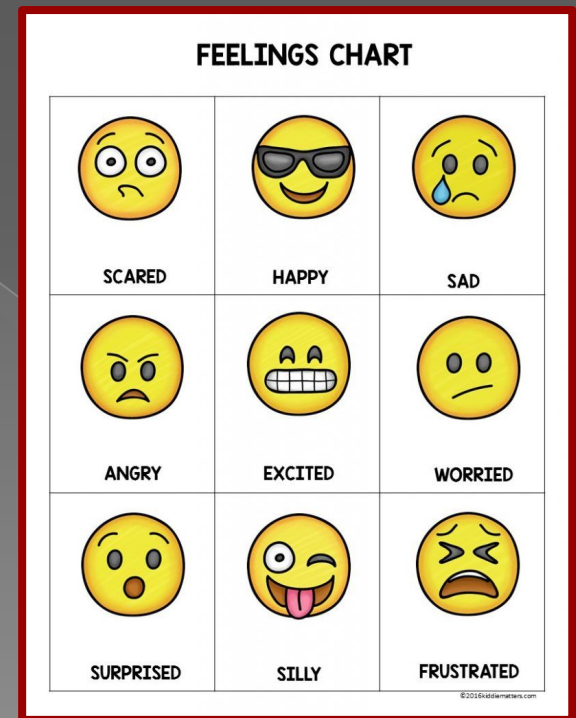 FEELINGS CHART
SCARED
HAPPY
SAD
ANGRY
EXCITED
WORRIED
SURPRISED
SILLY
FRUSTRATED
©2016kiddiematters.com